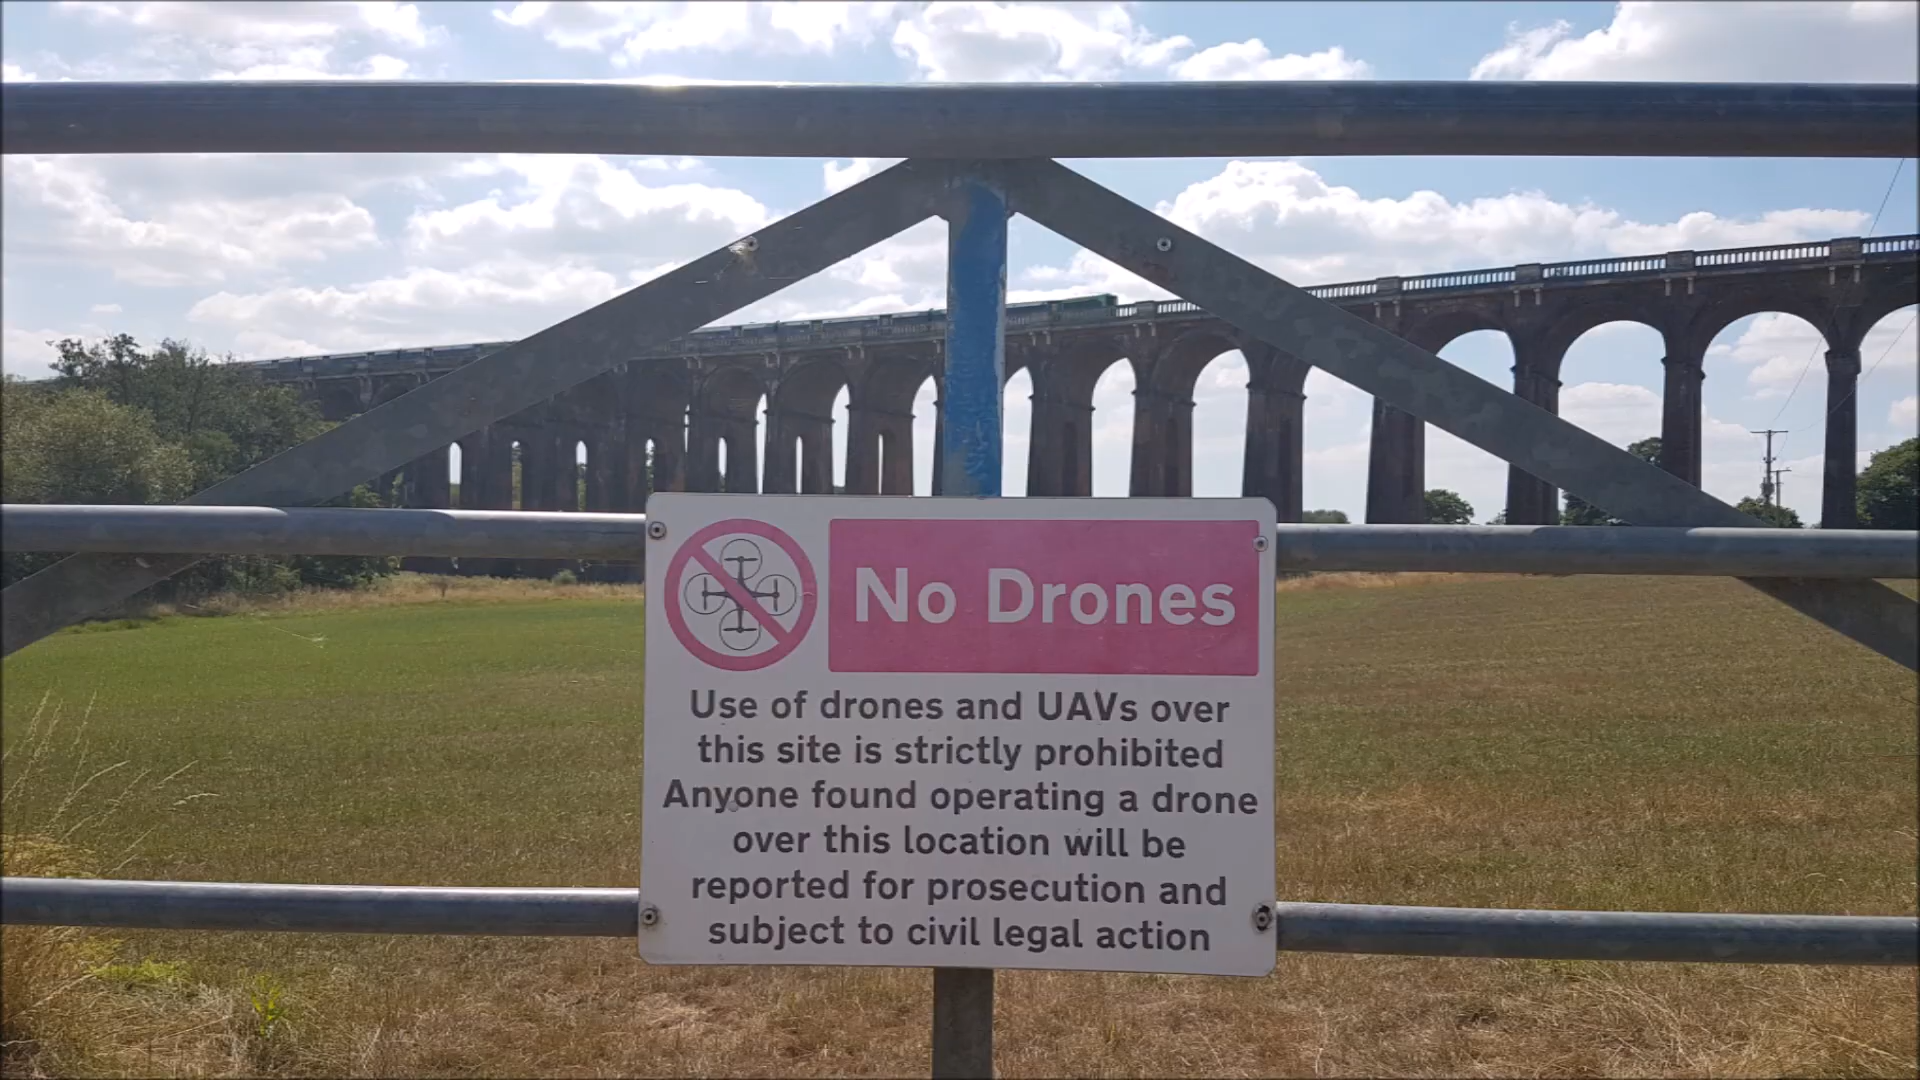 No Drones
Use of drones and UAVs over
this site is strictly prohibited
Anyone found operating a drone
over this location will be
reported for prosecution and
subject to civil legal action